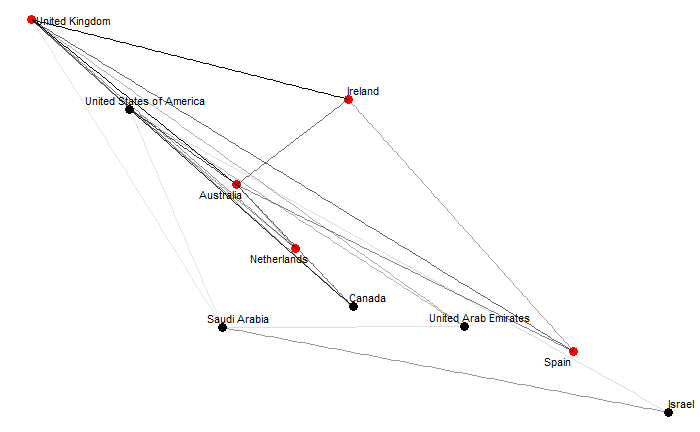 United Kingdom
Ireland
United States of America
Australia
Netherlands
Canada
Saudi Arabia
United Arab Emirates
Spain
Israel